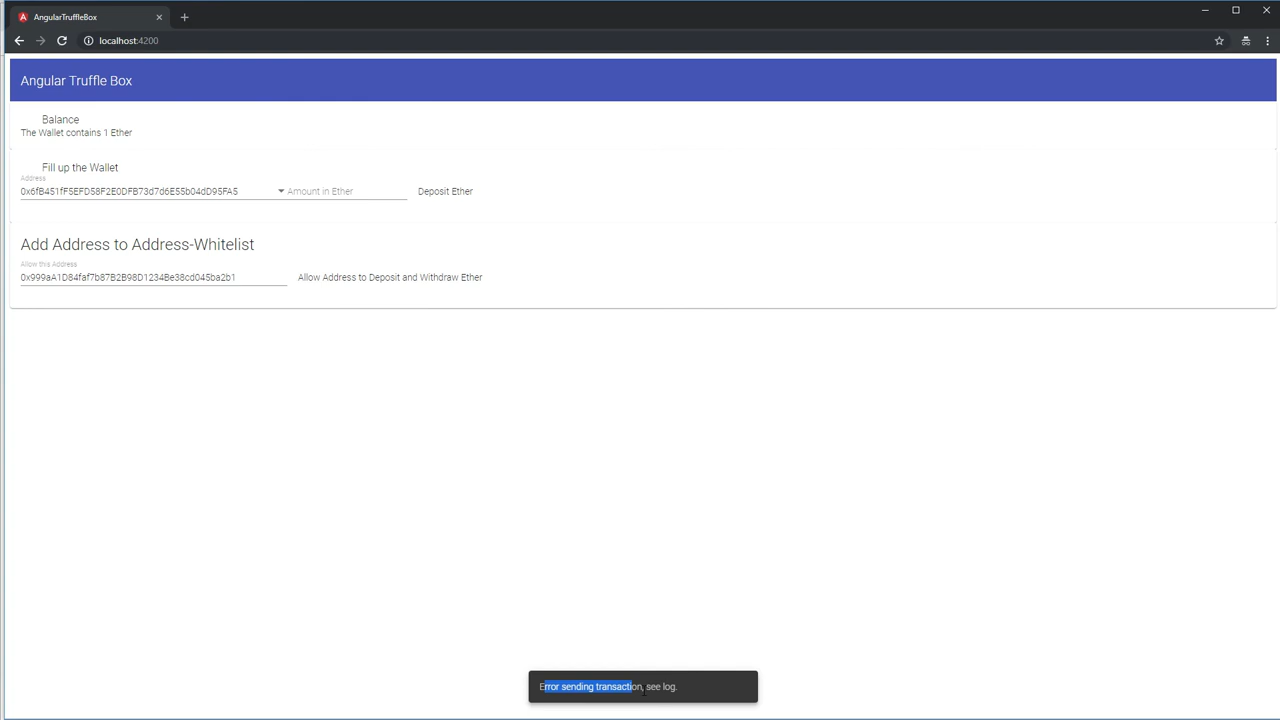 AngularTruffleBox
localhost:4200
Angular Truffle Box
Balance
The Wallet contains 1 Ether
Fill up the Wallet
Address
0x6fB451fF5EFD58F2E0DFB73d7d6E55b04dD95FA5
Amount in Ether
Deposit Ether
Add Address to Address-Whitelist
Allow this Address
0x999aA1D84faf7b87B2B98D1234Be38cd045ba2b1
Allow Address to Deposit and Withdraw Ether
Error sending transaction, see log.